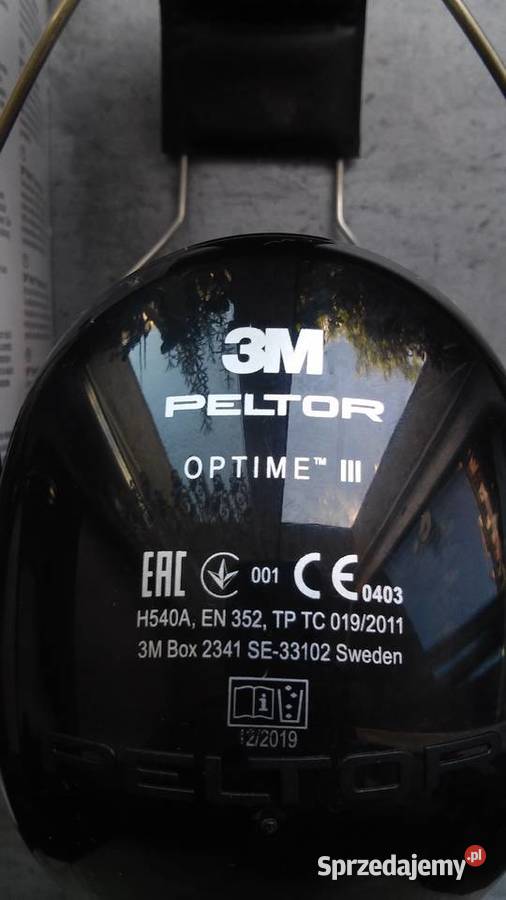 3M
PELTOR
OPTIME™ III
EAC 001 CE 0403
H540A, EN 352, TP TC 019/2011
3M Box 2341 SE-33102 Sweden
i
12/2019
PELTOR
Sprzedajemy.pl